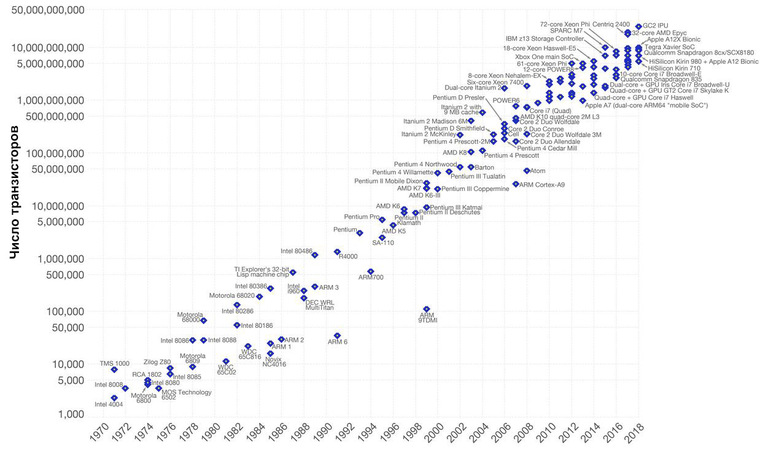 Число транзисторов
50,000,000,000
10,000,000,000
5,000,000,000
1,000,000,000
500,000,000
100,000,000
50,000,000
10,000,000
5,000,000
1,000,000
500,000
100,000
50,000
10,000
5,000
1,000
72-core Xeon Phi Centriq 2400
GC2 IPU
SPARC M7
32-core AMD Epyc
IBM z13 Storage Controller
Apple A12X Bionic
18-core Xeon Haswell-E5
Tegra Xavier SoC
Xbox One main SoC
Qualcomm Snapdragon 8cx/SCX8180
61-core Xeon Phi
HiSilicon Kirin 980 + Apple A12 Bionic
12-core POWER8
HiSilicon Kirin 710
8-core Xeon Nehalem-EX
10-core Core i7 Broadwell-E
Six-core Xeon 7400
Qualcomm Snapdragon 835
Dual-core Itanium 2
Dual-core + GPU Iris Core i7 Broadwell-U
Quad-core + GPU GT2 Core i7 Skylake K
Pentium D Presler
POWER6
Quad-core + GPU Core i7 Haswell
Itanium 2 with
9 MB cache
Core i7 (Quad)
Apple A7 (dual-core ARM64 "mobile SoC")
Itanium 2 Madison 6M
AMD K10 quad-core 2M L3
Core 2 Duo Wolfdale
Pentium D Smithfield
Core 2 Duo Conroe
Itanium 2 McKinley
Cell
Core 2 Duo Wolfdale 3M
Pentium 4 Prescott-2M
Core 2 Duo Allendale
Pentium 4 Cedar Mill
AMD K8
Pentium 4 Prescott
Pentium 4 Northwood
Barton
Atom
Pentium 4 Willamette
Pentium III Tualatin
Pentium II Mobile Dixon
ARM Cortex-A9
AMD K7
Pentium III Coppermine
AMD K6-III
AMD K6
Pentium III Katmai
Pentium Pro
Pentium II
Pentium II Deschutes
Klamath
Pentium
AMD K5
SA-110
Intel 80486
R4000
TI Explorer's 32-bit
Lisp machine chip
ARM700
Intel 80386
Intel
i960
ARM 3
Motorola 68020
DEC WRL
MultiTitan
Intel 80286
ARM
9TDMI
Motorola
68000
Intel 80186
Intel 8086
Intel 8088
ARM 2
ARM 6
WDC
65C816
ARM 1
Motorola
6809
Novix
NC4016
TMS 1000
Zilog Z80
WDC
65C02
RCA 1802
Intel 8085
Intel 8008
Intel 8080
MOS Technology
6502
Motorola
6800
Intel 4004
1970 1972 1974 1976 1978 1980 1982 1984 1986 1988 1990 1992 1994 1996 1998 2000 2002 2004 2006 2008 2010 2012 2014 2016 2018